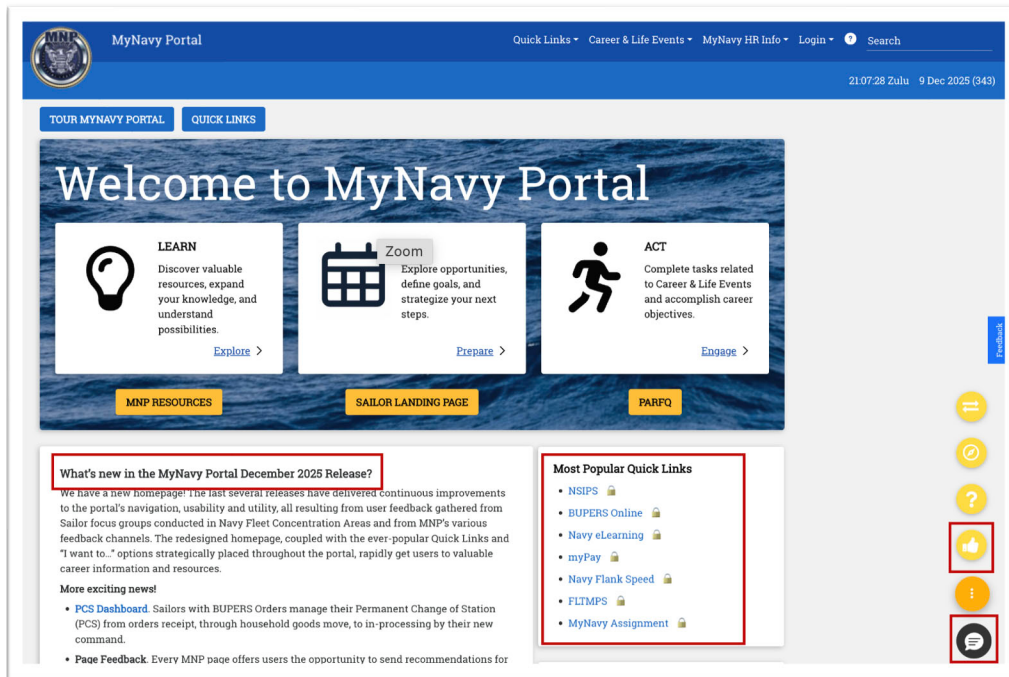 MNP
MyNavy Portal
Quick Links
Career & Life Events
MyNavy HR Info
Login
?
Search
21:07:28 Zulu 9 Dec 2025 (343)
TOUR MYNAVY PORTAL
QUICK LINKS
Welcome to MyNavy Portal
LEARN
Discover valuable
resources, expand
your knowledge, and
understand
possibilities.
Explore >
Zoom
Explore opportunities,
define goals, and
strategize your next
steps.
Prepare >
ACT
Complete tasks related
to Career & Life Events
and accomplish career
objectives.
Engage >
MNP RESOURCES
SAILOR LANDING PAGE
PARFQ
Feedback
What's new in the MyNavy Portal December 2025 Release?
We have a new homepage! The last several releases have delivered continuous improvements
to the portal's navigation, usability and utility, all resulting from user feedback gathered from
Sailor focus groups conducted in Navy Fleet Concentration Areas and from MNP's various
feedback channels. The redesigned homepage, coupled with the ever-popular Quick Links and
"I want to..." options strategically placed throughout the portal, rapidly get users to valuable
career information and resources.
More exciting news!
• PCS Dashboard. Sailors with BUPERS Orders manage their Permanent Change of Station
(PCS) from orders receipt, through household goods move, to in-processing by their new
command.
• Page Feedback. Every MNP page offers users the opportunity to send recommendations for
Most Popular Quick Links
• NSIPS
• BUPERS Online
• Navy eLearning
• myPay
• Navy Flank Speed
• FLTMPS
• MyNavy Assignment
?